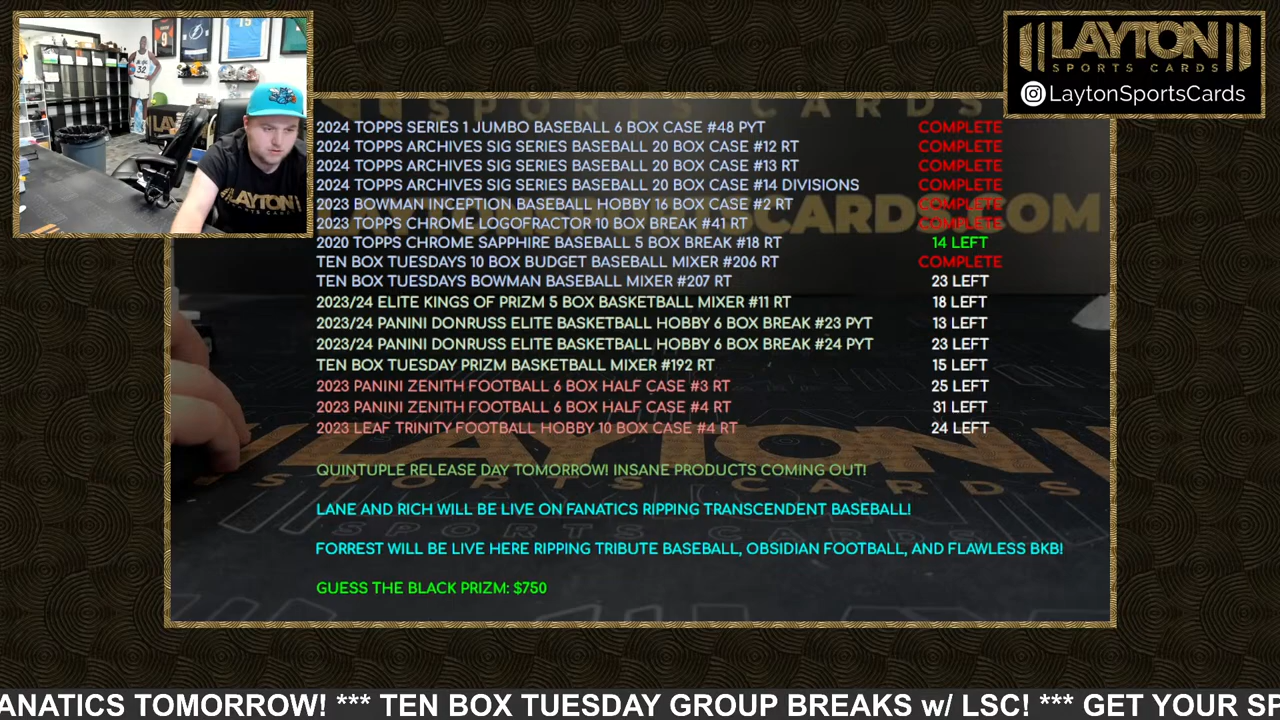 LAYTON
SPORTS CARDS
LaytonSportsCards
SPORTS CARDS
2024 TOPPS SERIES 1 JUMBO BASEBALL 6 BOX CASE #48 PYT COMPLETE
2024 TOPPS ARCHIVES SIG SERIES BASEBALL 20 BOX CASE #12 RT COMPLETE
2024 TOPPS ARCHIVES SIG SERIES BASEBALL 20 BOX CASE #13 RT COMPLETE
2024 TOPPS ARCHIVES SIG SERIES BASEBALL 20 BOX CASE #14 DIVISIONS COMPLETE
2023 BOWMAN INCEPTION BASEBALL HOBBY 16 BOX CASE #2 RT COMPLETE
CARDS.COM
2023 TOPPS CHROME LOGOFRACTOR 10 BOX BREAK #41 RT COMPLETE
2020 TOPPS CHROME SAPPHIRE BASEBALL 5 BOX BREAK #18 RT 14 LEFT
TEN BOX TUESDAYS 10 BOX BUDGET BASEBALL MIXER #206 RT COMPLETE
TEN BOX TUESDAYS BOWMAN BASEBALL MIXER #207 RT 23 LEFT
2023/24 ELITE KINGS OF PRIZM 5 BOX BASKETBALL MIXER #11 RT 18 LEFT
2023/24 PANINI DONRUSS ELITE BASKETBALL HOBBY 6 BOX BREAK #23 PYT 13 LEFT
2023/24 PANINI DONRUSS ELITE BASKETBALL HOBBY 6 BOX BREAK #24 PYT 23 LEFT
TEN BOX TUESDAY PRIZM BASKETBALL MIXER #192 RT 15 LEFT
2023 PANINI ZENITH FOOTBALL 6 BOX HALF CASE #3 RT 25 LEFT
2023 PANINI ZENITH FOOTBALL 6 BOX HALF CASE #4 RT 31 LEFT
2023 LEAF TRINITY FOOTBALL HOBBY 10 BOX CASE #4 RT 24 LEFT
LAYTON
SPORTS CARDS
QUINTUPLE RELEASE DAY TOMORROW! INSANE PRODUCTS COMING OUT!
LANE AND RICH WILL BE LIVE ON FANATICS RIPPING TRANSCENDENT BASEBALL!
FORREST WILL BE LIVE HERE RIPPING TRIBUTE BASEBALL, OBSIDIAN FOOTBALL, AND FLAWLESS BKB!
GUESS THE BLACK PRIZM: $750
ANATICS TOMORROW! *** TEN BOX TUESDAY GROUP BREAKS w/ LSC! *** GET YOUR SP